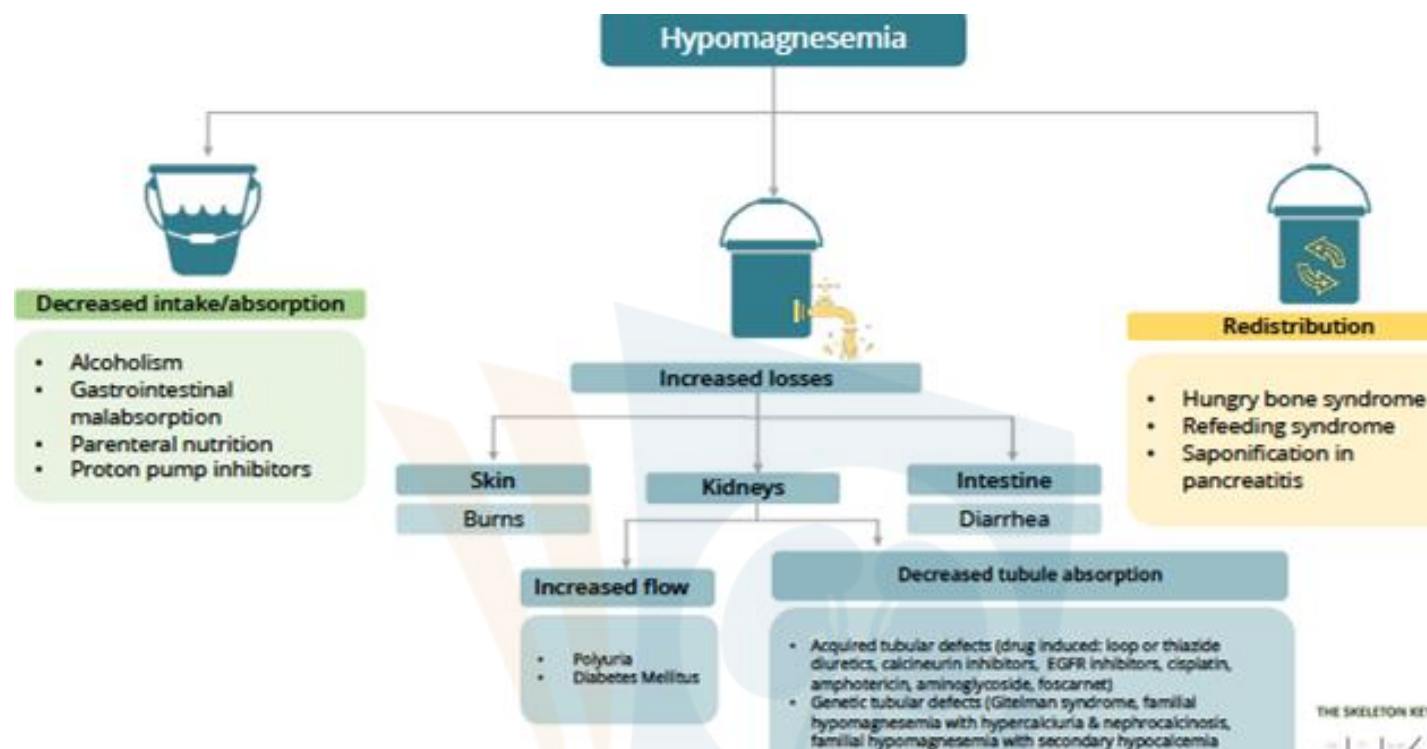 Hypomagnesemia
Decreased intake/absorption
• Alcoholism
• Gastrointestinal
malabsorption
• Parenteral nutrition
• Proton pump inhibitors
Increased losses
Skin
Burns
Kidneys
Intestine
Diarrhea
Increased flow
• Polyuria
• Diabetes Mellitus
Decreased tubule absorption
• Acquired tubular defects (drug induced: loop or thiazide
diuretics, calcineurin inhibitors, EGFR inhibitors, cisplatin,
amphotericin, aminoglycoside, foscarnet)
• Genetic tubular defects (Gitelman syndrome, familial
hypomagnesemia with hypercalciuria & nephrocalcinosis,
familial hypomagnesemia with secondary hypocalcemia
Redistribution
• Hungry bone syndrome
• Refeeding syndrome
• Saponification in
pancreatitis
THE SKELETON KEY